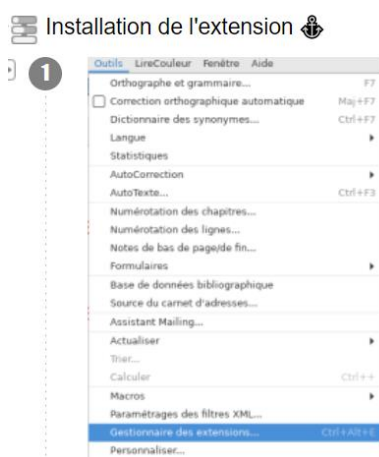 Installation de l'extension
1
Outils LireCouleur Fenêtre Aide
Orthographe et grammaire... F7
Correction orthographique automatique Maj+F7
Dictionnaire des synonymes... Ctrl+F7
Langue
Statistiques
AutoCorrection
AutoTexte... Ctrl+F3
Numérotation des chapitres...
Numérotation des lignes...
Notes de bas de page/de fin...
Formulaires
Base de données bibliographique
Source du carnet d'adresses...
Assistant Mailing...
Actualiser
Trier...
Calculer Ctrl++
Macros
Paramétrages des filtres XML...
Gestionnaire des extensions... Ctrl+Alt+E
Personnaliser...